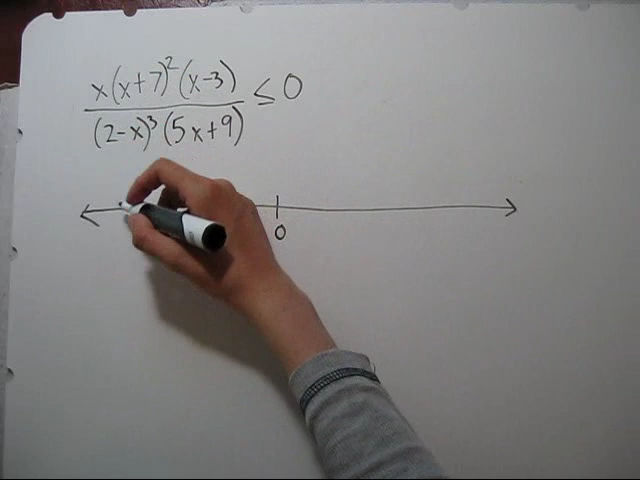 x(x+7)²(x-3)
(2-x)³(5x+9) ≤ 0
0